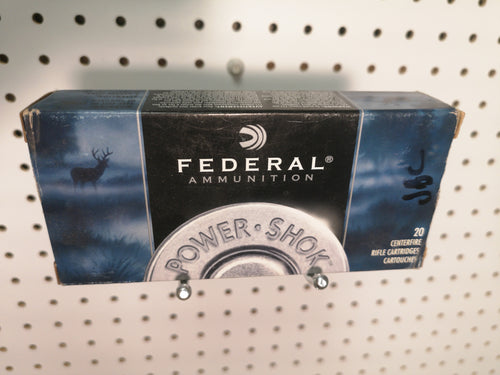 FEDERAL®
AMMUNITION
POWER·SHOK
20
CENTERFIRE
RIFLE CARTRIDGES
CARTOUCHES